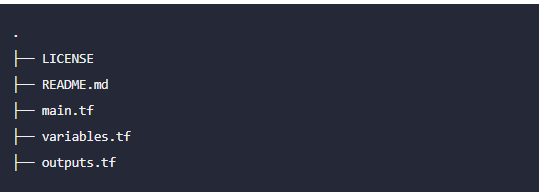 .
├── LICENSE
├── README.md
├── main.tf
├── variables.tf
├── outputs.tf